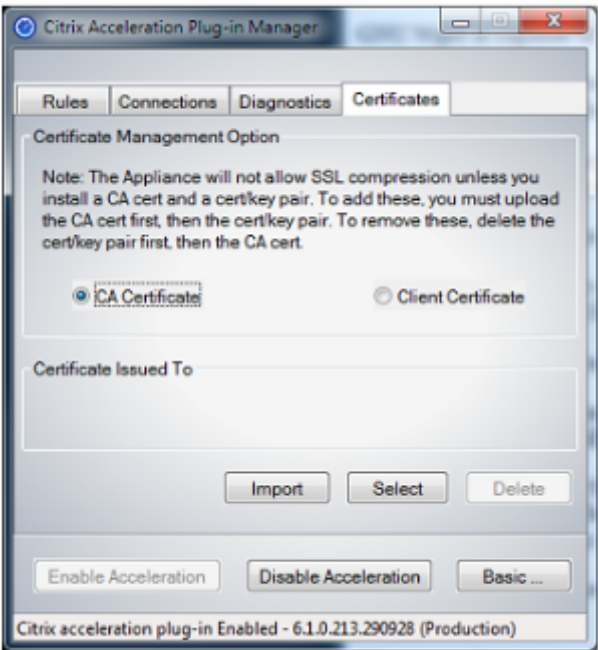 Citrix Acceleration Plug-in Manager
Rules Connections Diagnostics Certificates
Certificate Management Option
Note: The Appliance will not allow SSL compression unless you
install a CA cert and a cert/key pair. To add these, you must upload
the CA cert first, then the cert/key pair. To remove these, delete the
cert/key pair first, then the CA cert.
CA Certificate Client Certificate
Certificate Issued To
Import Select Delete
Enable Acceleration Disable Acceleration Basic ...
Citrix acceleration plug-in Enabled - 6.1.0.213.290928 (Production)